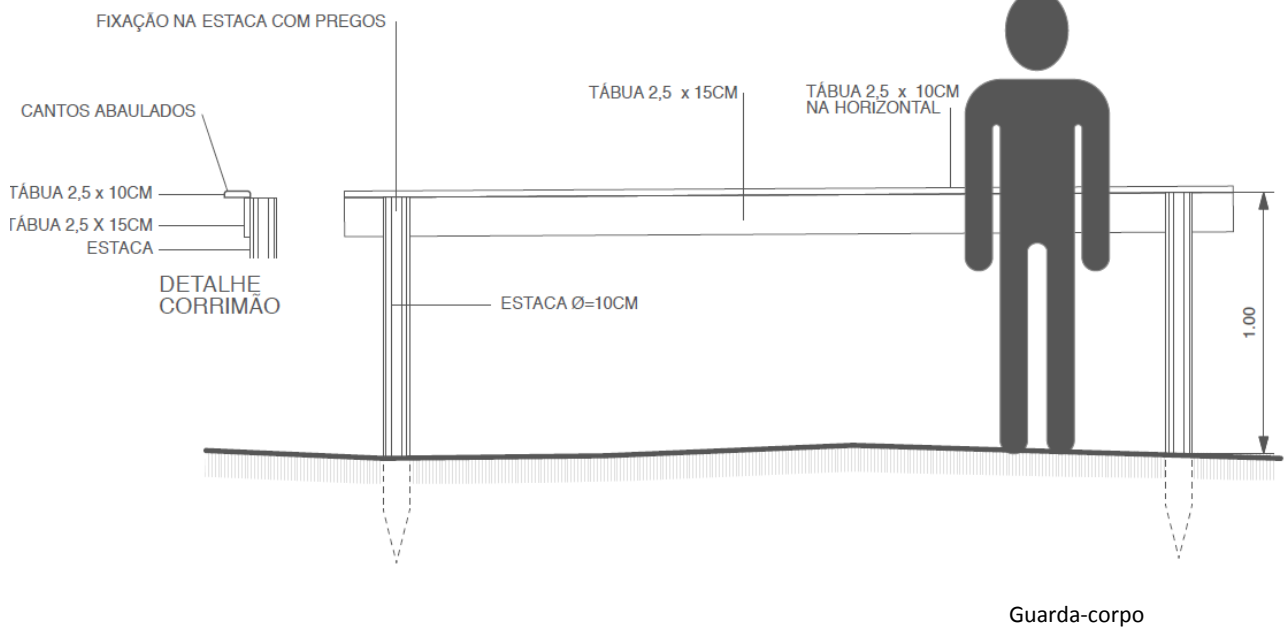 FIXAÇÃO NA ESTACA COM PREGOS
TÁBUA 2,5 x 15CM
TÁBUA 2,5 x 10CM
NA HORIZONTAL
CANTOS ABAULADOS
TÁBUA 2,5 x 10CM
TÁBUA 2,5 X 15CM
ESTACA
DETALHE
CORRIMÃO
ESTACA Ø=10CM
1.00
Guarda-corpo